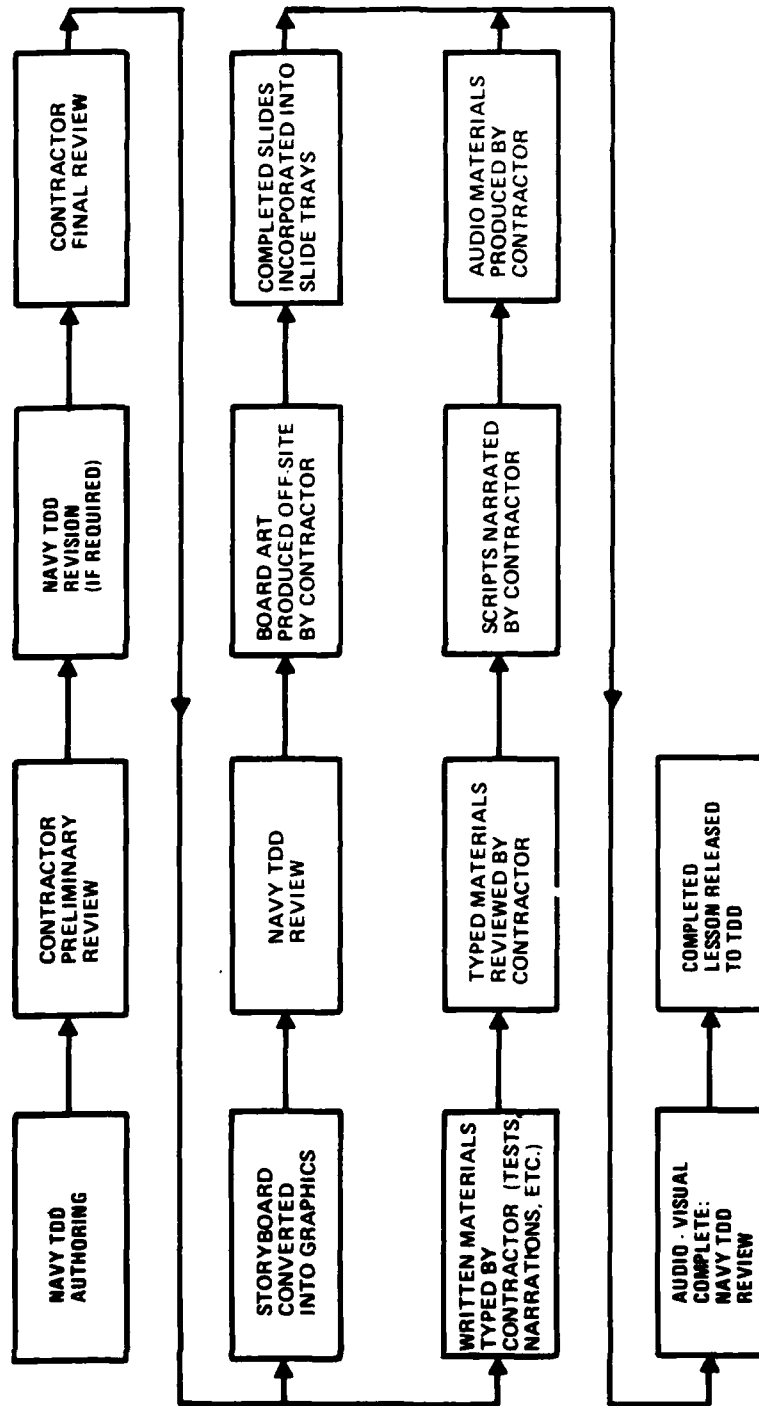 NAVY TDD
AUTHORING
CONTRACTOR
PRELIMINARY
REVIEW
NAVY TDD
REVISION
(IF REQUIRED)
CONTRACTOR
FINAL REVIEW
STORYBOARD
CONVERTED
INTO GRAPHICS
NAVY TDD
REVIEW
BOARD ART
PRODUCED OFF-SITE
BY CONTRACTOR
COMPLETED SLIDES
INCORPORATED INTO
SLIDE TRAYS
WRITTEN MATERIALS
TYPED BY
CONTRACTOR (TESTS,
NARRATIONS, ETC.)
TYPED MATERIALS
REVIEWED BY
CONTRACTOR
SCRIPTS NARRATED
BY CONTRACTOR
AUDIO MATERIALS
PRODUCED BY
CONTRACTOR
AUDIO - VISUAL
COMPLETE:
NAVY TDD
REVIEW
COMPLETED
LESSON RELEASED
TO TDD